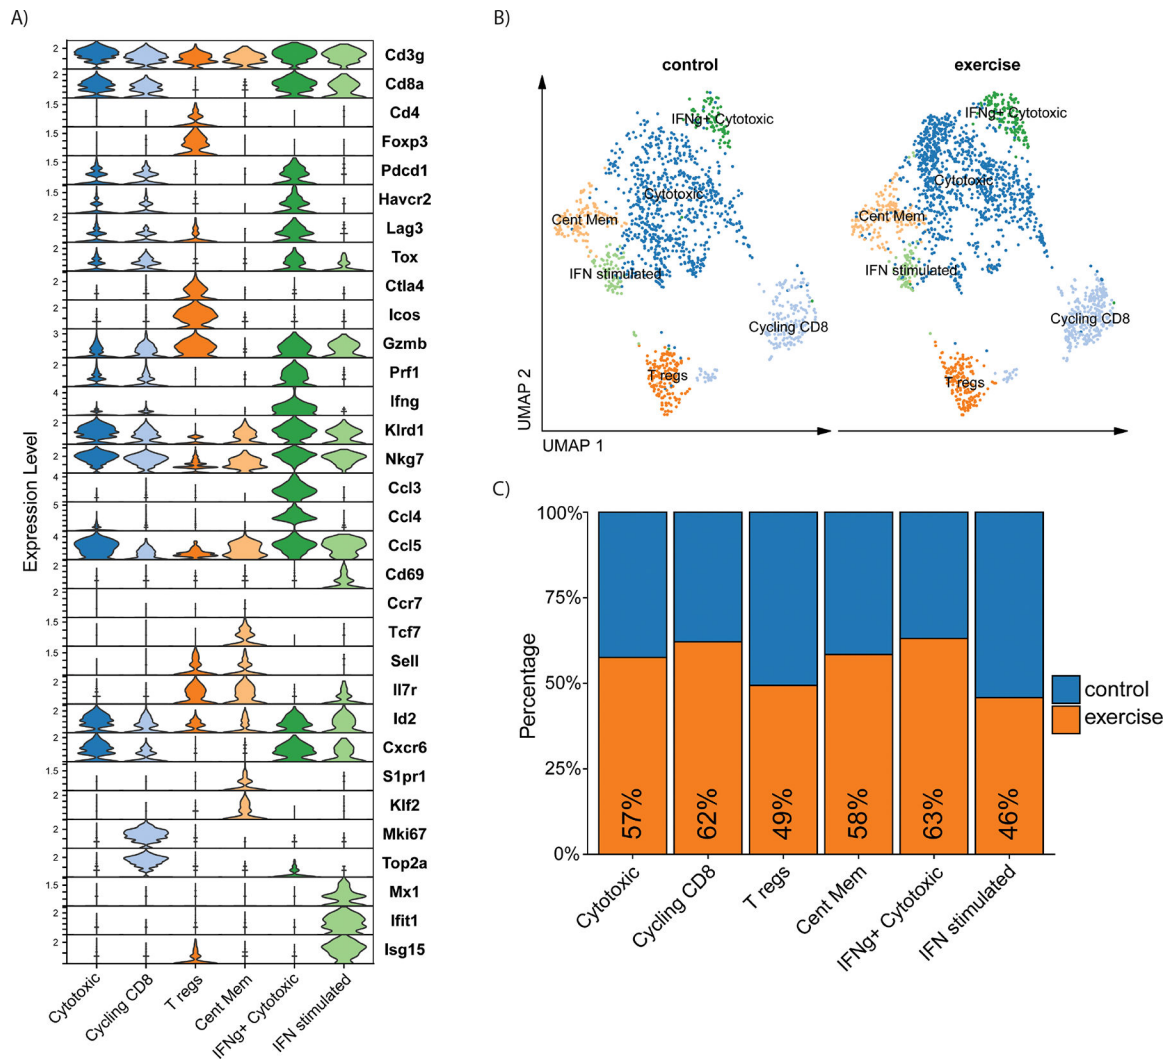 A)
Expression Level
2
Cd3g
2
Cd8a
1.5
Cd4
1.5
Foxp3
1.5
Pdcd1
1.5
Havcr2
2
Lag3
2
Tox
2
Ctla4
2
Icos
3
Gzmb
2
Prf1
4
Ifng
2
Klrd1
2
Nkg7
4
Ccl3
5
Ccl4
4
Ccl5
2
Cd69
2
Ccr7
1.5
Tcf7
1.5
Sell
2
Il7r
2
Id2
2
Cxcr6
1.5
S1pr1
2
Klf2
2
Mki67
2
Top2a
1.5
Mx1
2
Ifit1
2
Isg15
Cytotoxic
Cycling CD8
T regs
Cent Mem
IFNg+ Cytotoxic
IFN stimulated
B)
control
exercise
IFNg+ Cytotoxic
Cytotoxic
Cent Mem
IFN stimulated
Cycling CD8
T regs
IFNg+ Cytotoxic
Cytotoxic
Cent Mem
IFN stimulated
Cycling CD8
T regs
UMAP 2
UMAP 1
C)
Percentage
100%
75%
50%
25%
0%
57%
62%
49%
58%
63%
46%
Cytotoxic
Cycling CD8
T regs
Cent Mem
IFNg+ Cytotoxic
IFN stimulated
control
exercise